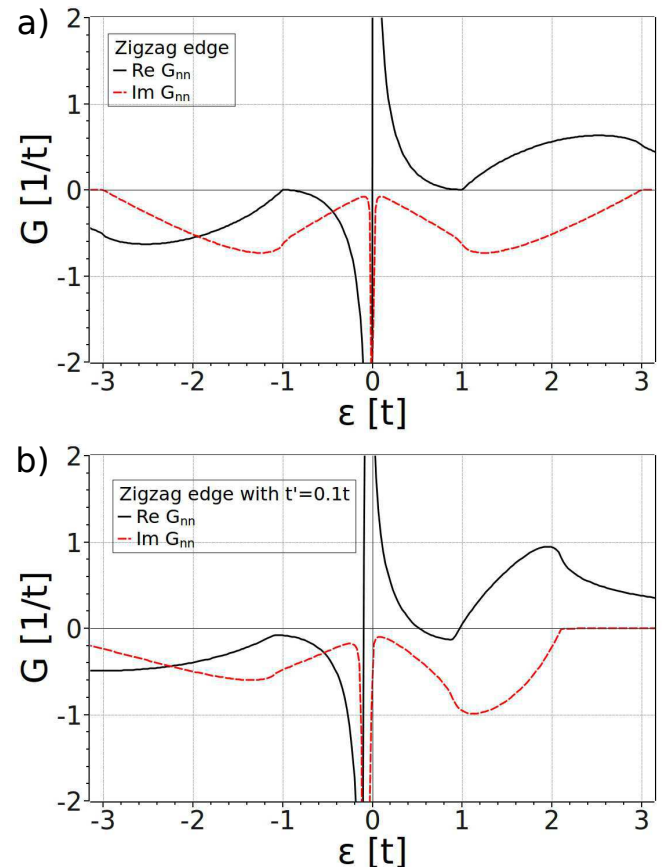 a)
Zigzag edge
Re Gnn
Im Gnn
2
1
0
-1
-2
G [1/t]
-3 -2 -1 0 1 2 3
ε [t]
b)
Zigzag edge with t'=0.1t
Re Gnn
Im Gnn
2
1
0
-1
-2
G [1/t]
-3 -2 -1 0 1 2 3
ε [t]